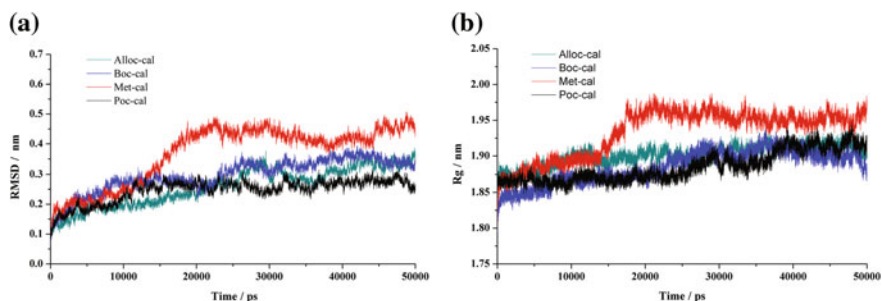 (a)
0.7
0.6
0.5
0.4
0.3
0.2
0.1
0.0
RMSD / nm
Alloc-cal
Boc-cal
Met-cal
Poc-cal
0 10000 20000 30000 40000 50000
Time / ps
(b)
2.05
2.00
1.95
1.90
1.85
1.80
1.75
Rg / nm
Alloc-cal
Boc-cal
Met-cal
Poc-cal
0 10000 20000 30000 40000 50000
Time / ps